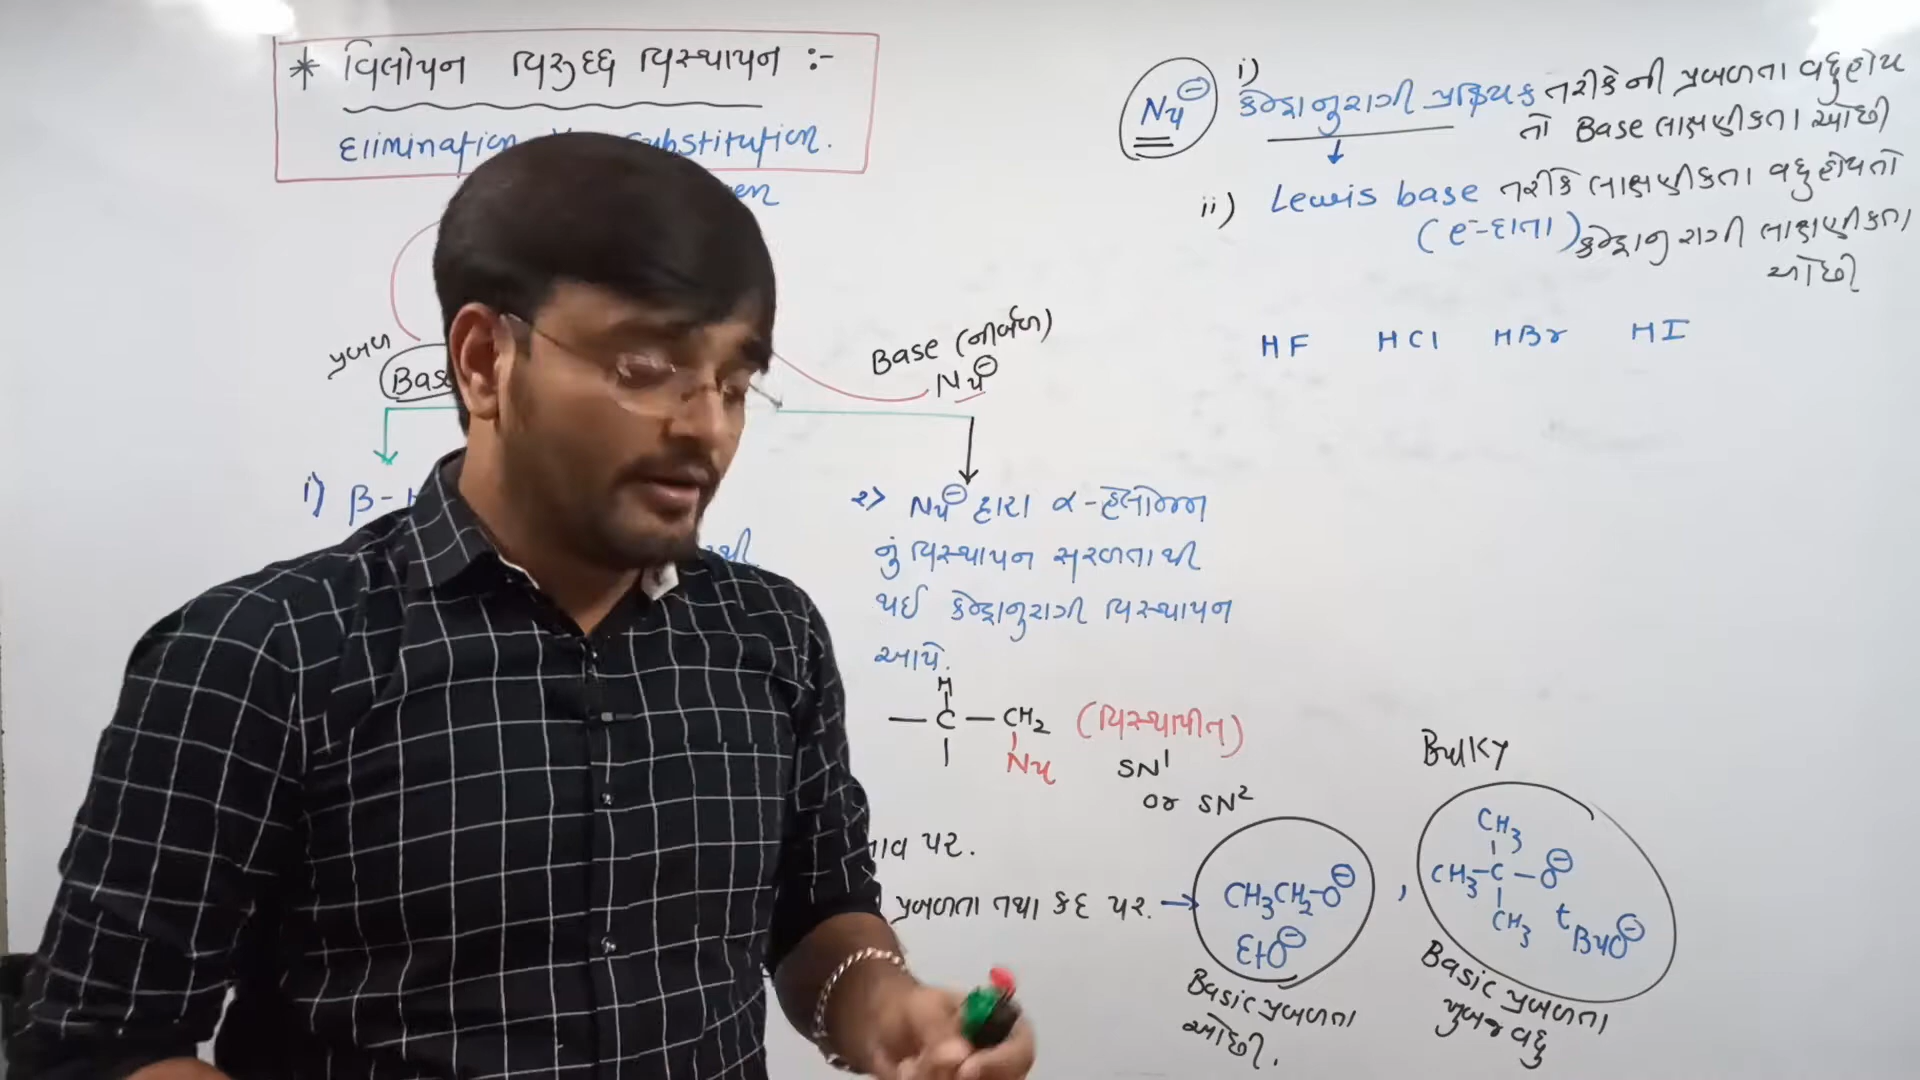 * વિલોપન વિરુદ્ધ વિસ્થાપન :-
Elimination substitution.
પ્રબળ
Base (નીર્બળ)
Nu⊖
i) β-
૨> Nu⊖ દ્વારા α-હેલોજન
નું વિસ્થાપન સરળતાથી
થઈ કેન્દ્રાનુરાગી વિસ્થાપન
આપે.
H
— C — CH₂ (વિસ્થાપીત)
Nu
SN¹
or SN²
પર.
પ્રબળતા તથા કદ પર. →
Nu⊖
i) કેન્દ્રાનુરાગી પ્રક્રિયક તરીકેની પ્રબળતા વધુ હોય
તો Base લાક્ષણીકતા ઓછી
ii) Lewis base તરીકે લાક્ષણીકતા વધુ હોય તો
(e⁻-દાતા) કેન્દ્રાનુરાગી લાક્ષણીકતા
ઓછી
HF HCl HBr HI
CH₃CH₂-O⊖ ,
EtO⊖
Basic પ્રબળતા
ઓછી.
Bulky
CH₃
CH₃-C-O⊖
CH₃
tBuO⊖
Basic પ્રબળતા
ખુબજ વધુ